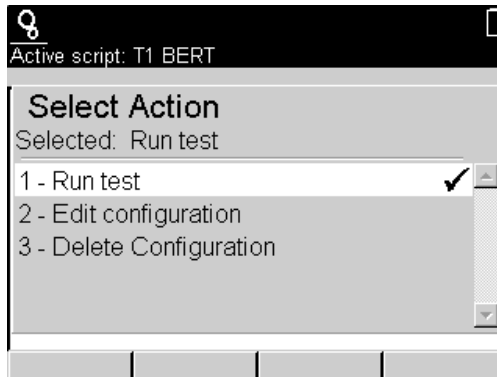 Active script: T1 BERT
Select Action
Selected: Run test
1 - Run test
2 - Edit configuration
3 - Delete Configuration